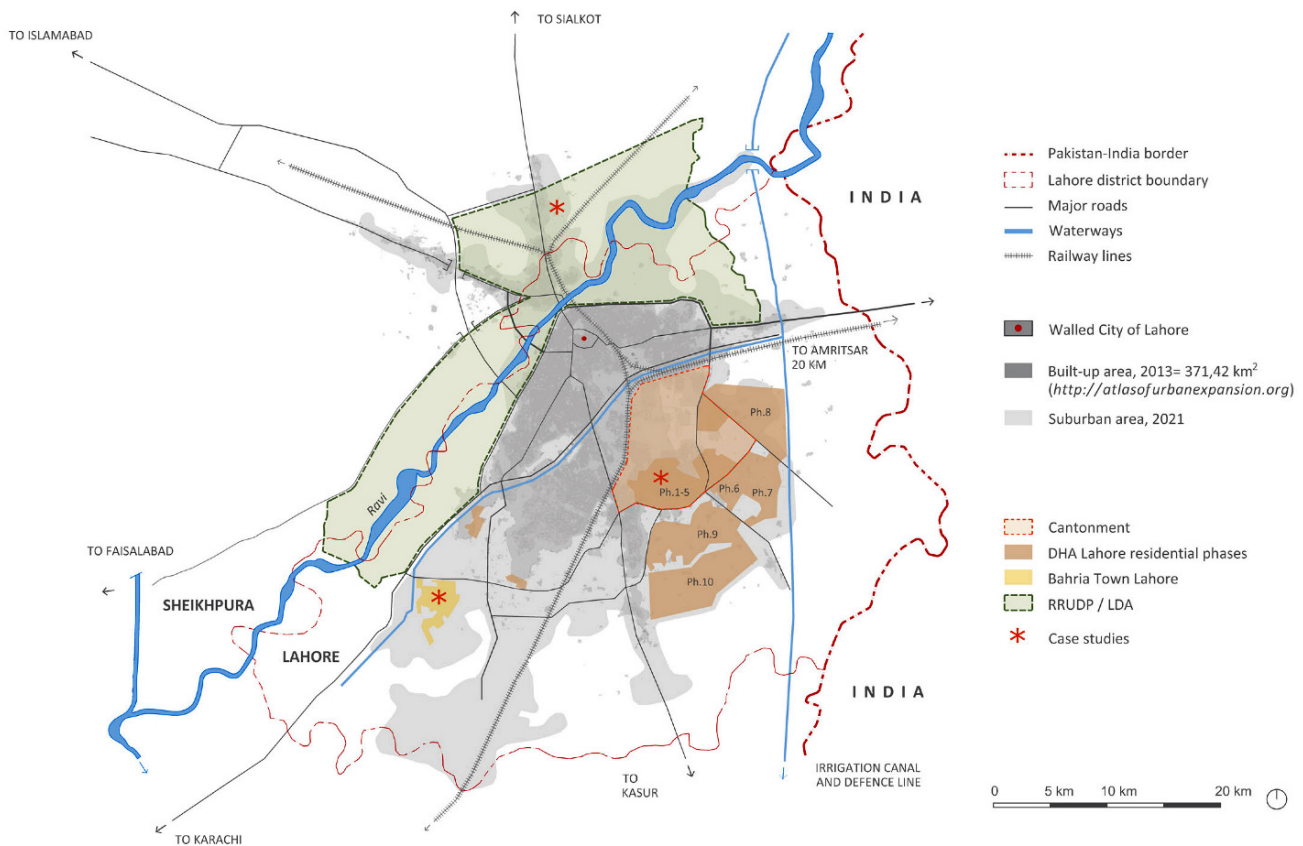 TO SIALKOT
TO ISLAMABAD
INDIA
TO AMRITSAR
20 KM
Ph.8
Ph.1-5
Ph.6
Ph.7
Ph.9
Ph.10
Ravi
TO FAISALABAD
SHEIKHPURA
LAHORE
INDIA
IRRIGATION CANAL
AND DEFENCE LINE
TO
KASUR
TO KARACHI
Pakistan-India border
Lahore district boundary
Major roads
Waterways
Railway lines
Walled City of Lahore
Built-up area, 2013= 371,42 km²
(http://atlasofurbanexpansion.org)
Suburban area, 2021
Cantonment
DHA Lahore residential phases
Bahria Town Lahore
RRUDP / LDA
Case studies
0 5 km 10 km 20 km